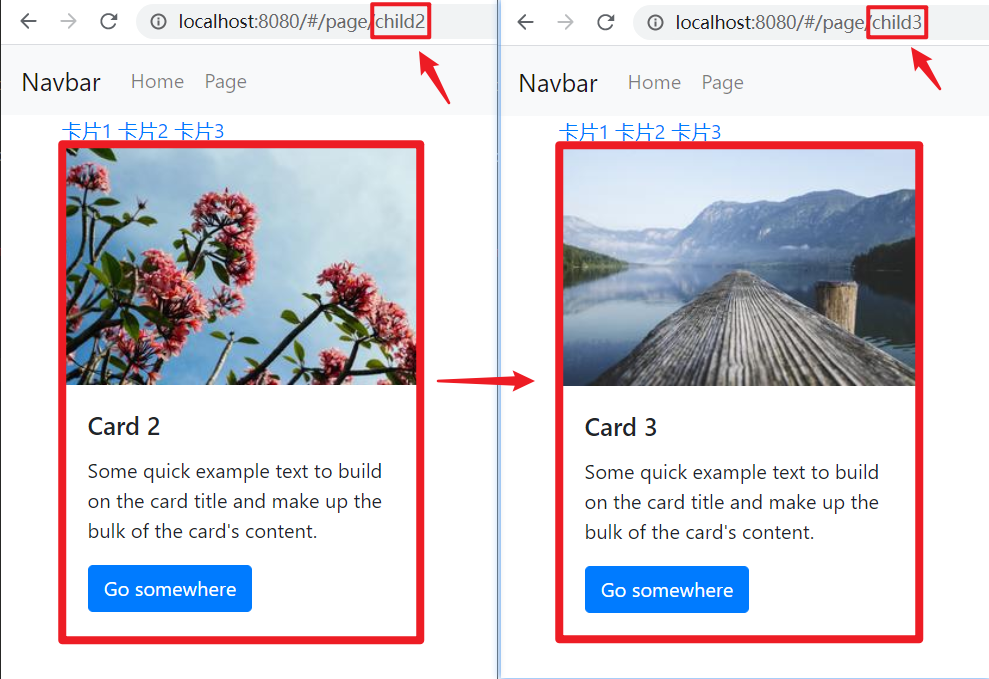 localhost:8080/#/page/child2
Navbar Home Page
卡片1 卡片2 卡片3
Card 2
Some quick example text to build
on the card title and make up the
bulk of the card's content.
Go somewhere
localhost:8080/#/page/child3
Navbar Home Page
卡片1 卡片2 卡片3
Card 3
Some quick example text to build
on the card title and make up the
bulk of the card's content.
Go somewhere